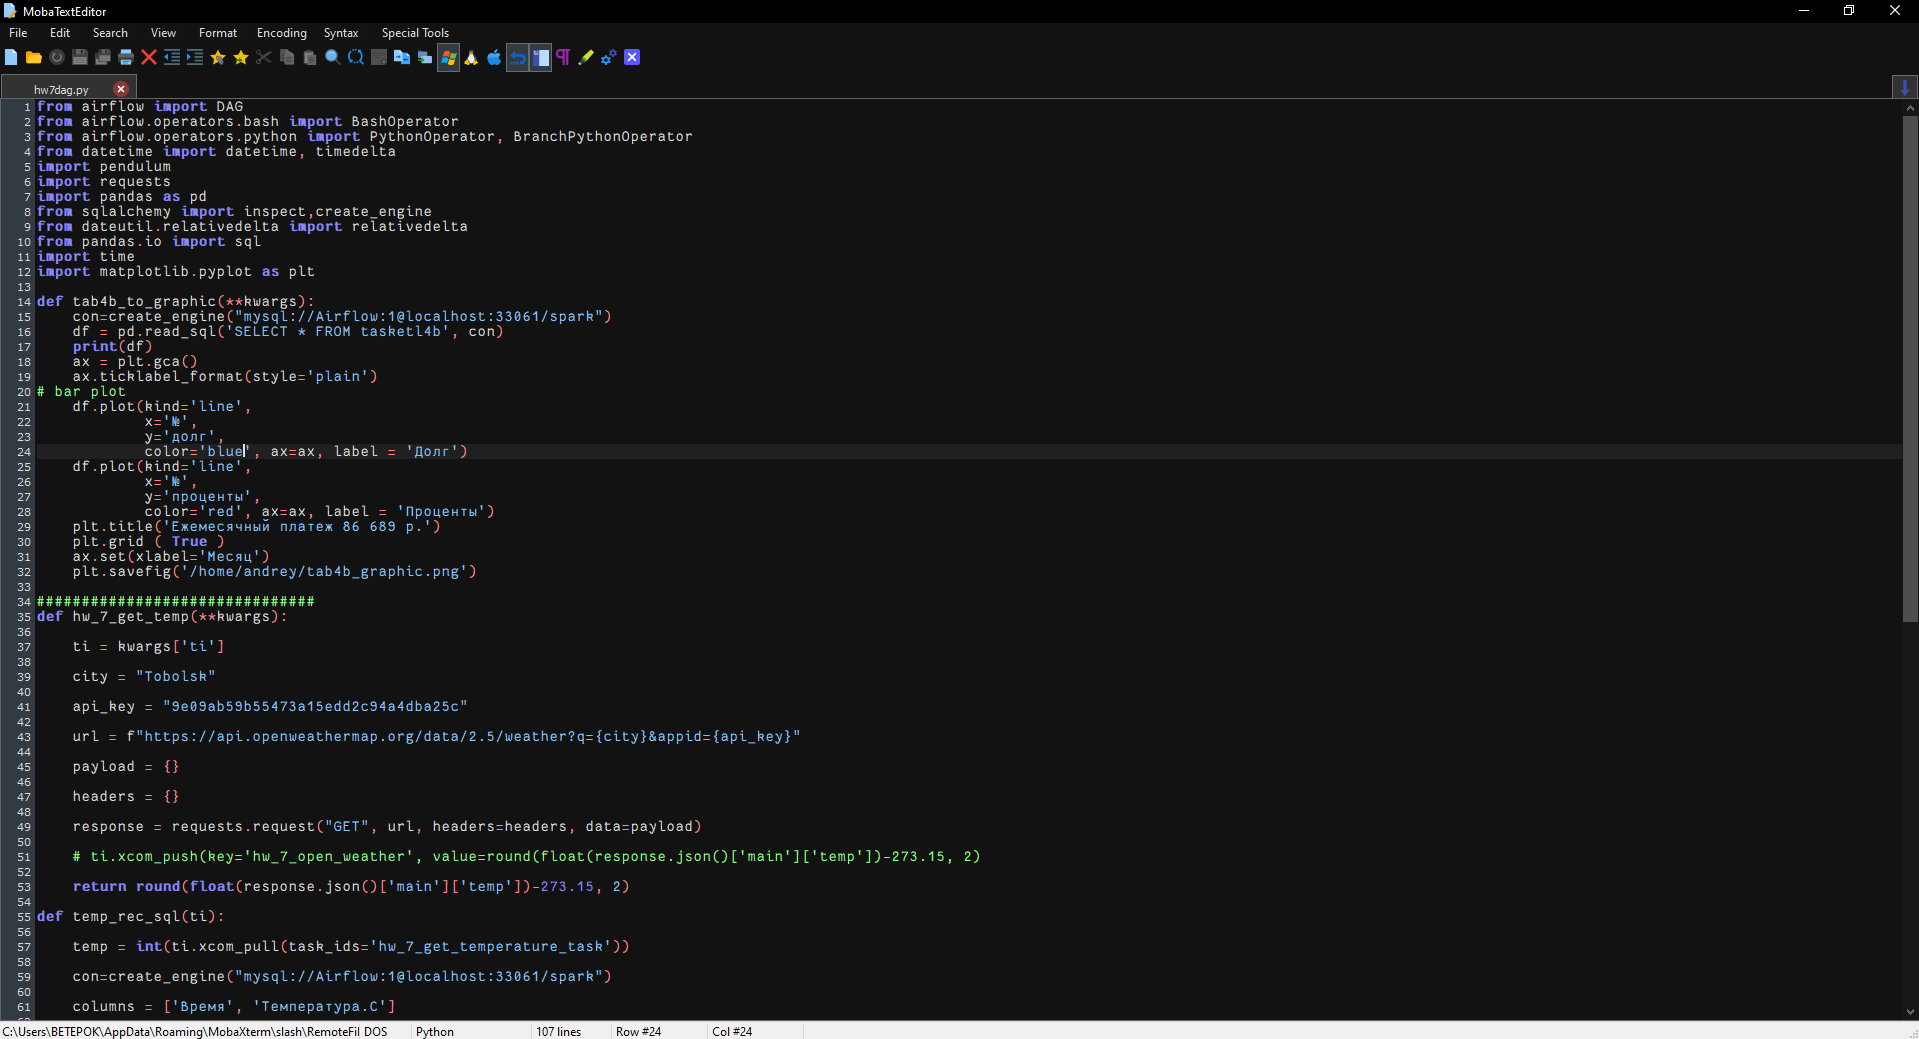 MobaTextEditor
File Edit Search View Format Encoding Syntax Special Tools
hw7dag.py
1 from airflow import DAG
2 from airflow.operators.bash import BashOperator
3 from airflow.operators.python import PythonOperator, BranchPythonOperator
4 from datetime import datetime, timedelta
5 import pendulum
6 import requests
7 import pandas as pd
8 from sqlalchemy import inspect,create_engine
9 from dateutil.relativedelta import relativedelta
10 from pandas.io import sql
11 import time
12 import matplotlib.pyplot as plt
13
14 def tab4b_to_graphic(**kwargs):
15 con=create_engine("mysql://Airflow:1@localhost:33061/spark")
16 df = pd.read_sql('SELECT * FROM tasketl4b', con)
17 print(df)
18 ax = plt.gca()
19 ax.ticklabel_format(style='plain')
20 # bar plot
21 df.plot(kind='line',
22 x='№',
23 y='долг',
24 color='blue', ax=ax, label = 'Долг')
25 df.plot(kind='line',
26 x='№',
27 y='проценты',
28 color='red', ax=ax, label = 'Проценты')
29 plt.title('Ежемесячный платеж 86 689 р.')
30 plt.grid ( True )
31 ax.set(xlabel='Месяц')
32 plt.savefig('/home/andrey/tab4b_graphic.png')
33
34 ###############################
35 def hw_7_get_temp(**kwargs):
36
37 ti = kwargs['ti']
38
39 city = "Tobolsk"
40
41 api_key = "9e09ab59b55473a15edd2c94a4dba25c"
42
43 url = f"https://api.openweathermap.org/data/2.5/weather?q={city}&appid={api_key}"
44
45 payload = {}
46
47 headers = {}
48
49 response = requests.request("GET", url, headers=headers, data=payload)
50
51 # ti.xcom_push(key='hw_7_open_weather', value=round(float(response.json()['main']['temp'])-273.15, 2)
52
53 return round(float(response.json()['main']['temp'])-273.15, 2)
54
55 def temp_rec_sql(ti):
56
57 temp = int(ti.xcom_pull(task_ids='hw_7_get_temperature_task'))
58
59 con=create_engine("mysql://Airflow:1@localhost:33061/spark")
60
61 columns = ['Время', 'Температура.С']
C:\Users\ВЕТЕРОК\AppData\Roaming\MobaXterm\slash\RemoteFil DOS Python 107 lines Row #24 Col #24